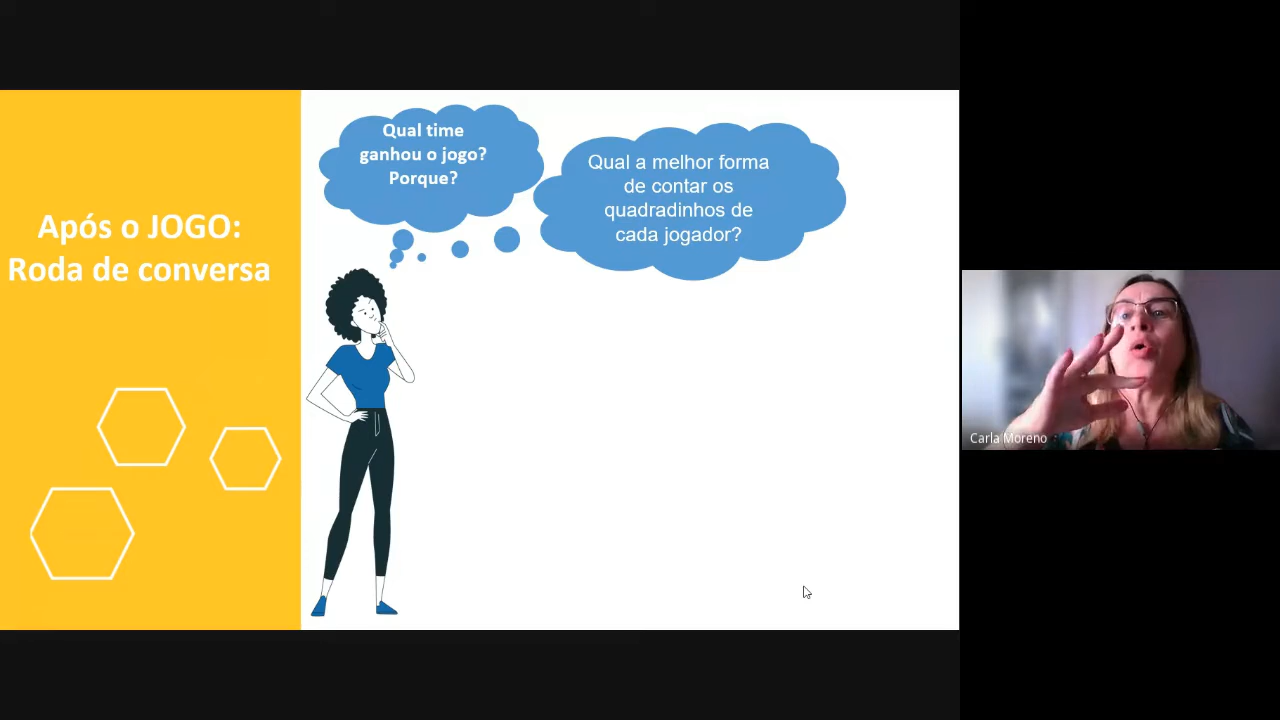 Após o JOGO:
Roda de conversa
Qual time
ganhou o jogo?
Porque?
Qual a melhor forma
de contar os
quadradinhos de
cada jogador?
Carla Moreno